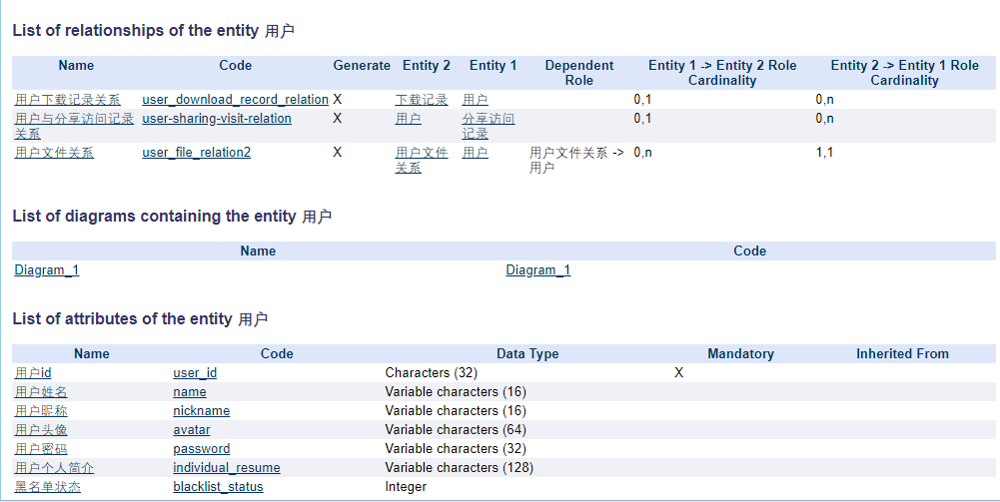 List of relationships of the entity 用户
Name Code Generate Entity 2 Entity 1 Dependent Role Entity 1 -> Entity 2 Role Cardinality Entity 2 -> Entity 1 Role Cardinality
用户下载记录关系 user_download_record_relation X 下载记录 用户 0,1 0,n
用户与分享访问记录关系 user-sharing-visit-relation X 用户 分享访问记录 0,1 0,n
用户文件关系 user_file_relation2 X 用户文件关系 用户 用户文件关系 -> 用户 0,n 1,1
List of diagrams containing the entity 用户
Name Code
Diagram_1 Diagram_1
List of attributes of the entity 用户
Name Code Data Type Mandatory Inherited From
用户id user_id Characters (32) X
用户姓名 name Variable characters (16)
用户昵称 nickname Variable characters (16)
用户头像 avatar Variable characters (64)
用户密码 password Variable characters (32)
用户个人简介 individual_resume Variable characters (128)
黑名单状态 blacklist_status Integer